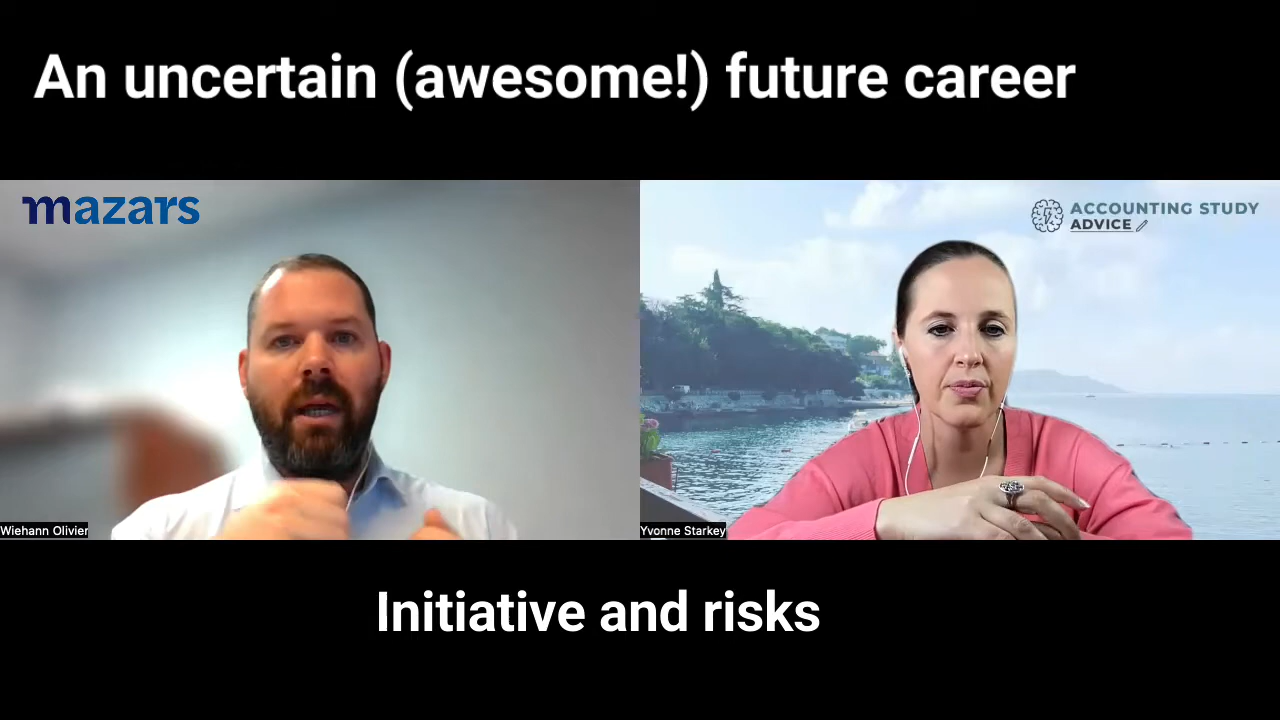 An uncertain (awesome!) future career
mazars
ACCOUNTING STUDY
ADVICE
Wiehann Olivier
Yvonne Starkey
Initiative and risks